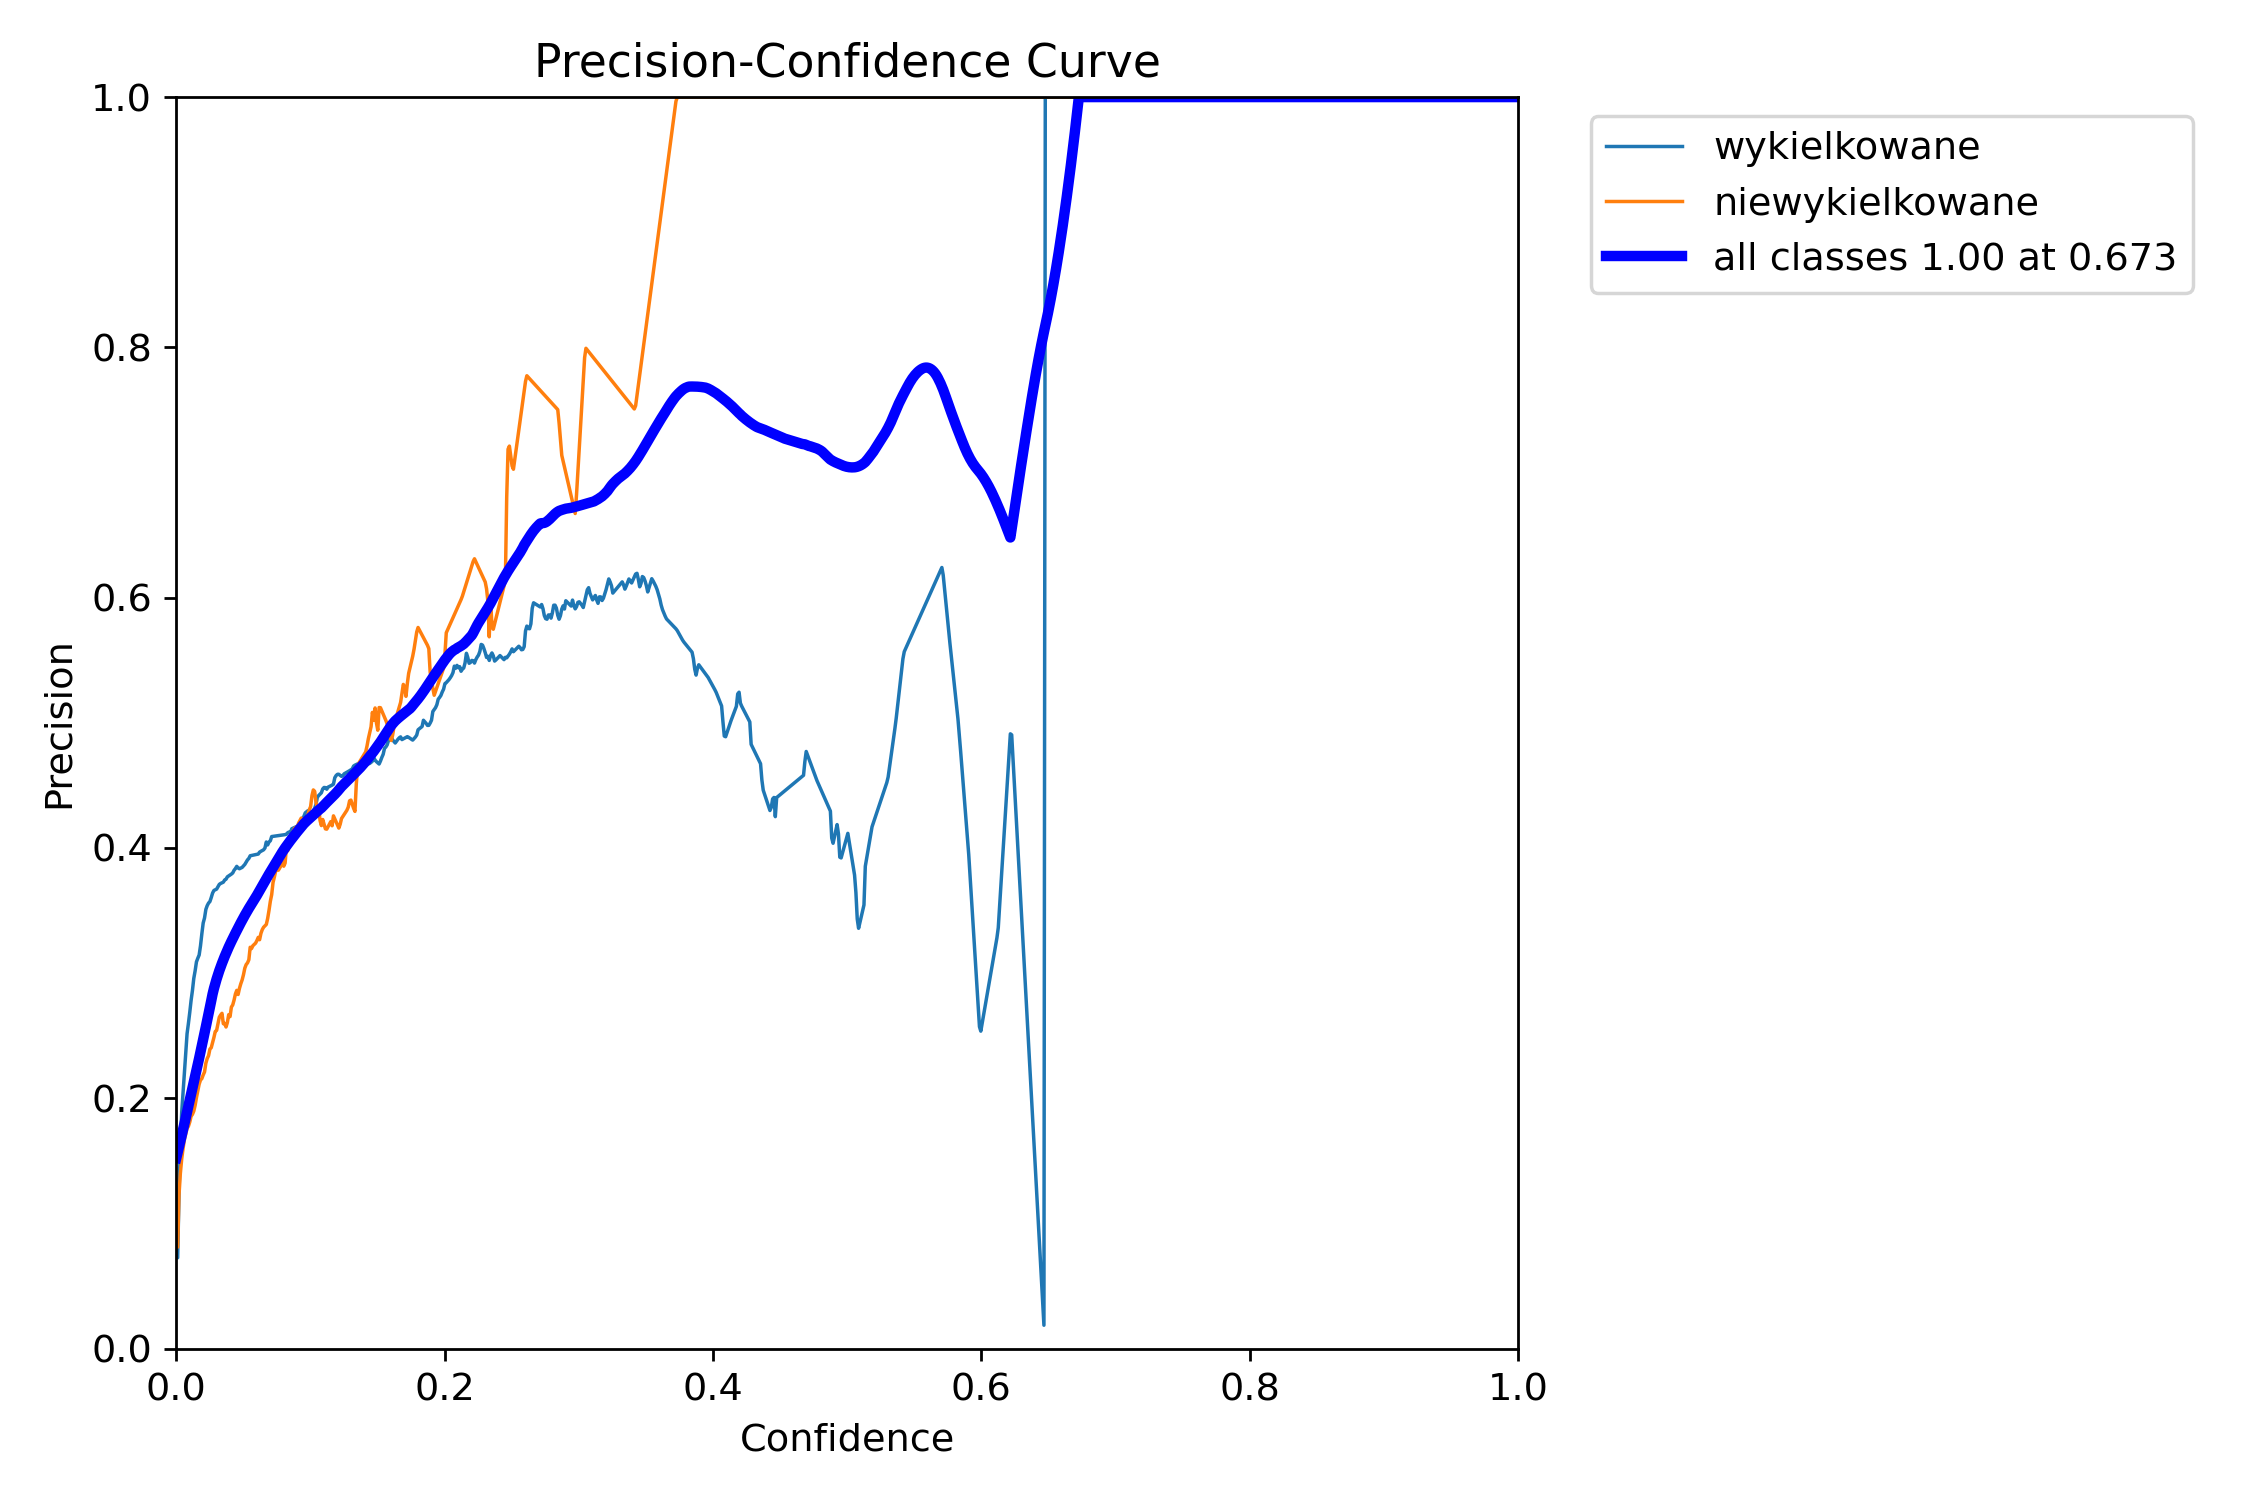 Precision-Confidence Curve
1.0
0.8
0.6
0.4
0.2
0.0
Precision
0.0 0.2 0.4 0.6 0.8 1.0
Confidence
wykielkowane
niewykielkowane
all classes 1.00 at 0.673